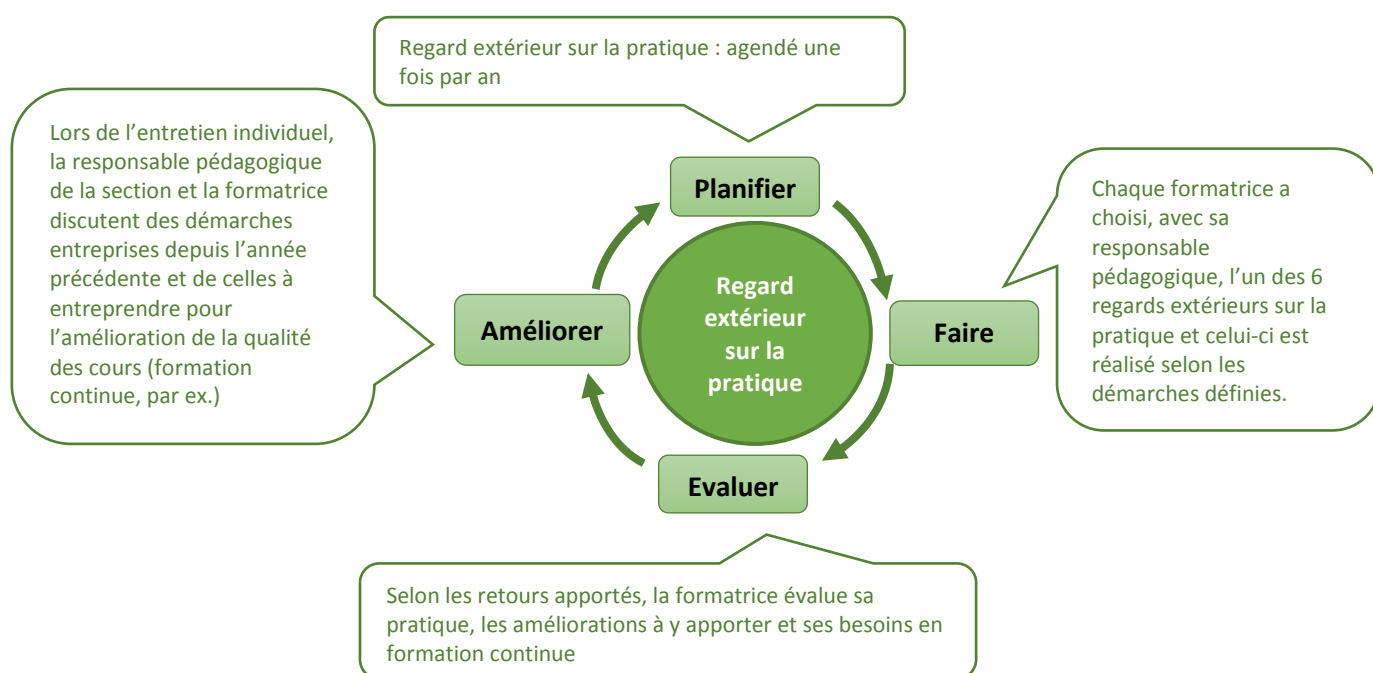 Regard extérieur sur la pratique : agendé une
fois par an
Lors de l’entretien individuel,
la responsable pédagogique
de la section et la formatrice
discutent des démarches
entreprises depuis l’année
précédente et de celles à
entreprendre pour
l’amélioration de la qualité
des cours (formation
continue, par ex.)
Planifier
Chaque formatrice a
choisi, avec sa
responsable
pédagogique, l’un des 6
regards extérieurs sur la
pratique et celui-ci est
réalisé selon les
démarches définies.
Améliorer
Regard
extérieur
sur la
pratique
Faire
Evaluer
Selon les retours apportés, la formatrice évalue sa
pratique, les améliorations à y apporter et ses besoins en
formation continue